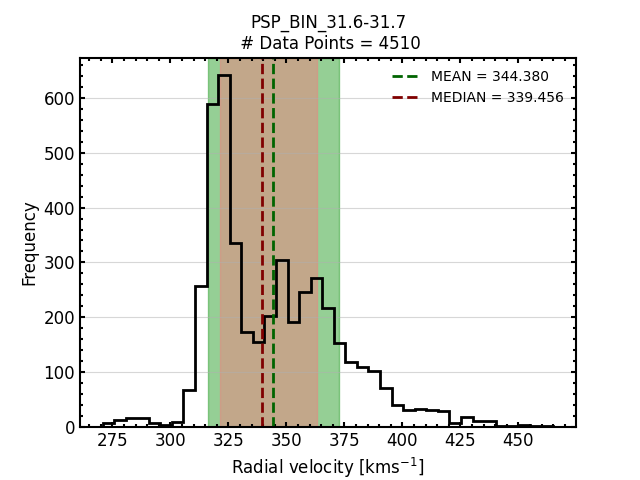 PSP_BIN_31.6-31.7
# Data Points = 4510
MEAN = 344.380
MEDIAN = 339.456
600
500
400
300
200
100
0
Frequency
275 300 325 350 375 400 425 450
Radial velocity [kms⁻¹]